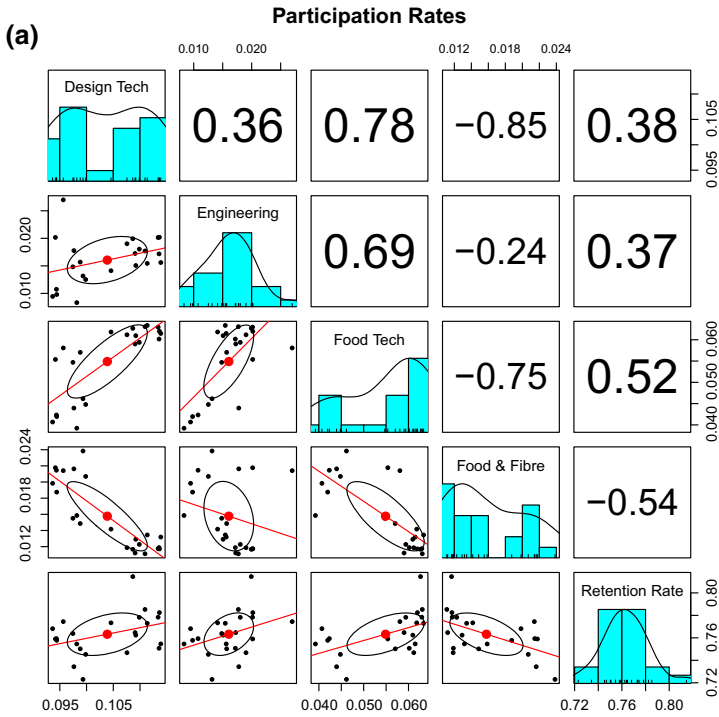 Participation Rates
(a)
0.010 0.020
0.012 0.018 0.024
Design Tech
0.36
0.78
−0.85
0.38
0.095 0.105
0.010 0.020
Engineering
0.69
−0.24
0.37
Food Tech
−0.75
0.52
0.040 0.050 0.060
0.012 0.018 0.024
Food & Fibre
−0.54
Retention Rate
0.72 0.76 0.80
0.095 0.105
0.040 0.050 0.060
0.72 0.76 0.80